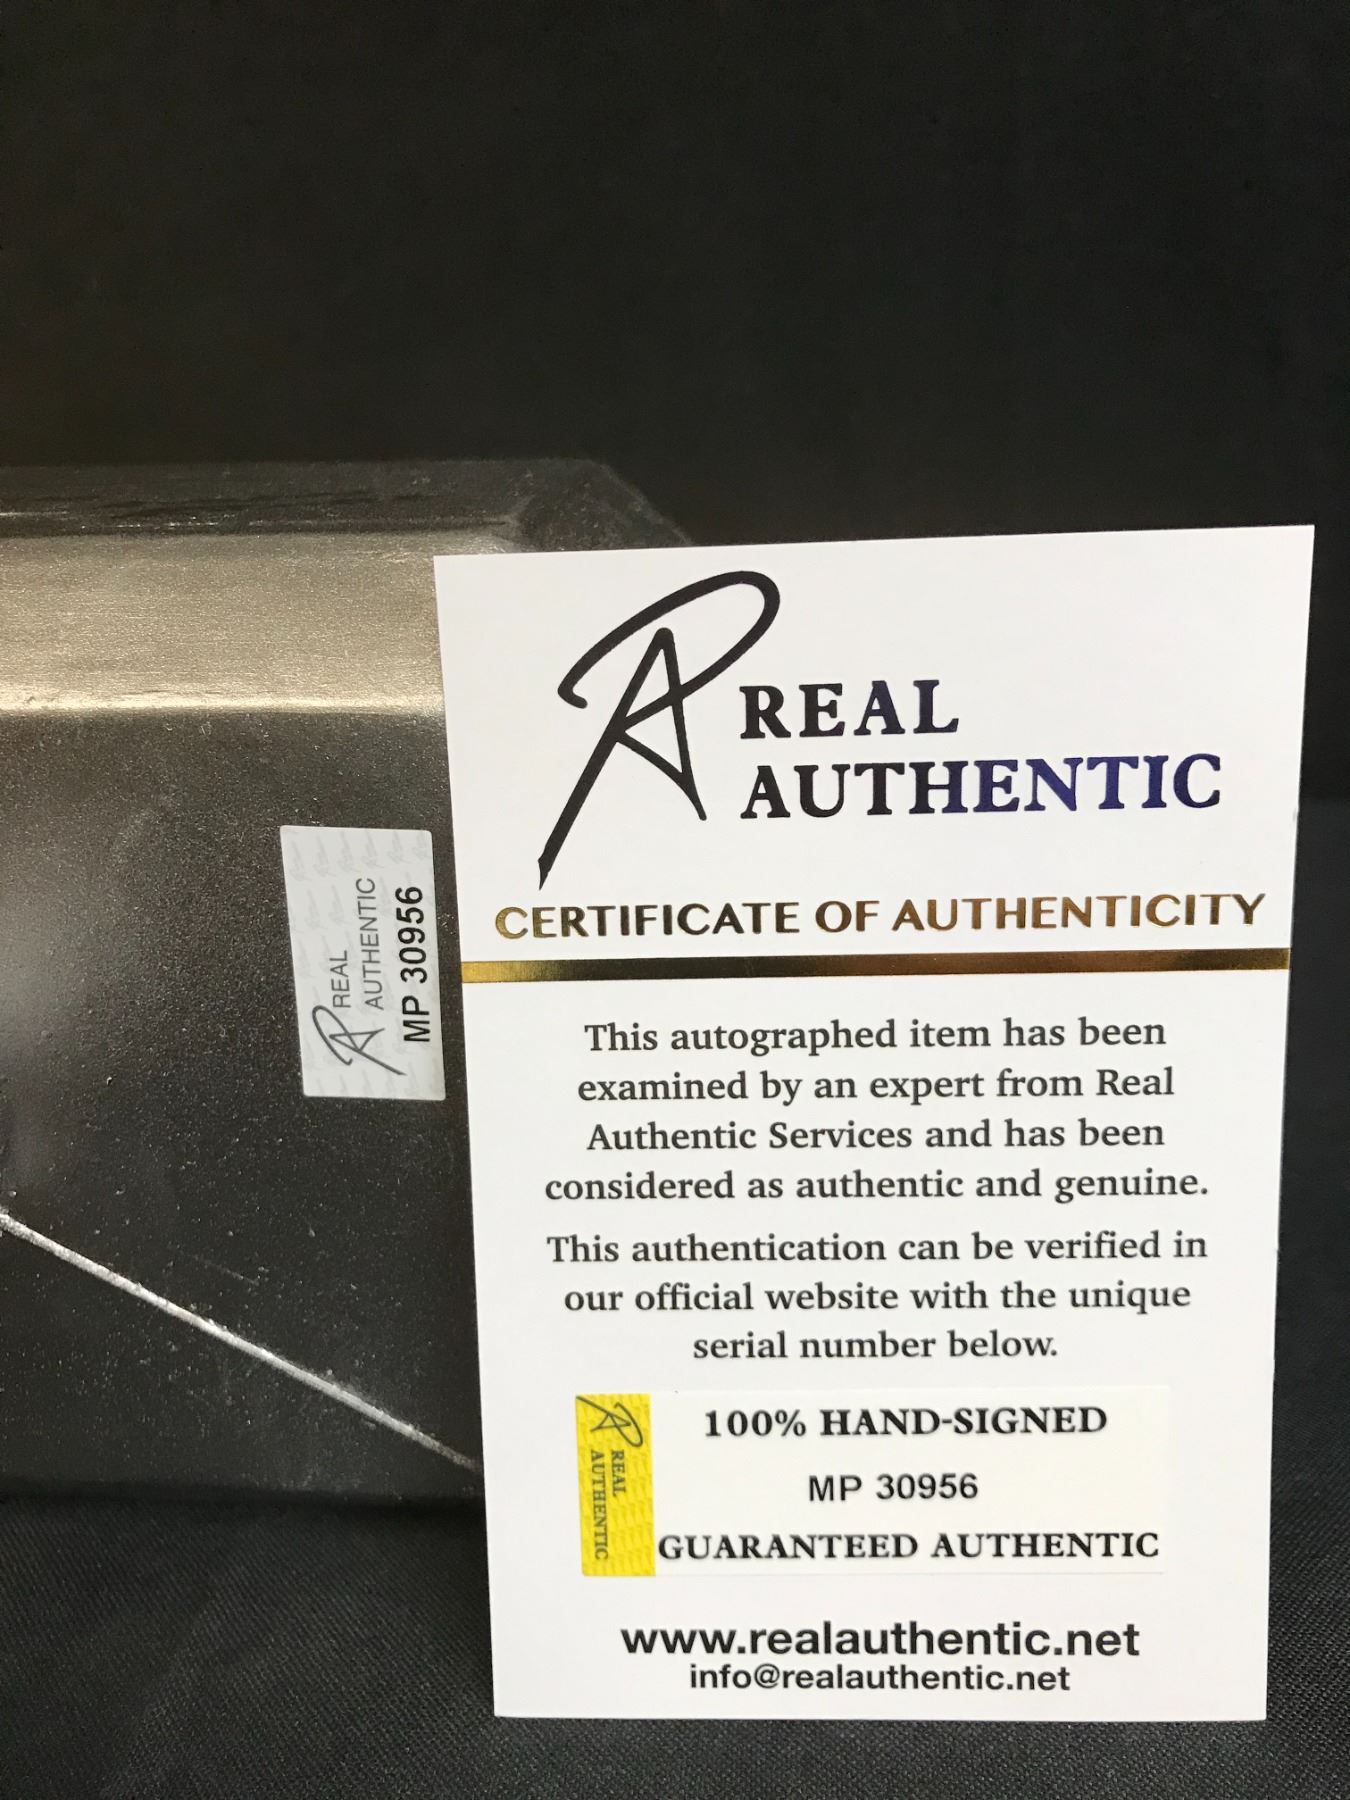 REAL
AUTHENTIC
MP 30956
REAL
AUTHENTIC
CERTIFICATE OF AUTHENTICITY
This autographed item has been
examined by an expert from Real
Authentic Services and has been
considered as authentic and genuine.
This authentication can be verified in
our official website with the unique
serial number below.
REAL
AUTHENTIC
100% HAND-SIGNED
MP 30956
GUARANTEED AUTHENTIC
www.realauthentic.net
info@realauthentic.net